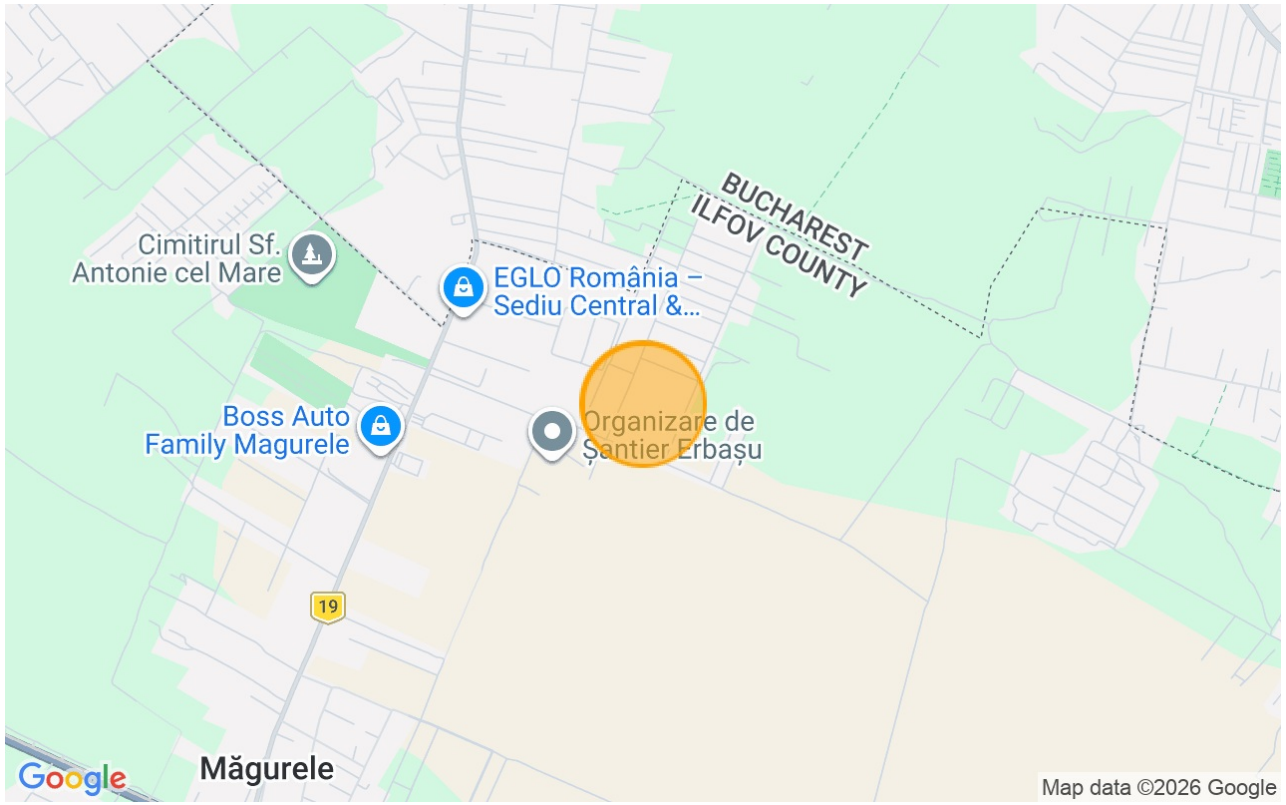 BUCHAREST
ILFOV COUNTY
Cimitirul Sf.
Antonie cel Mare
EGLO România –
Sediu Central &...
Boss Auto
Family Magurele
Organizare de
Șantier Erbașu
19
Măgurele
Google
Map data ©2026 Google